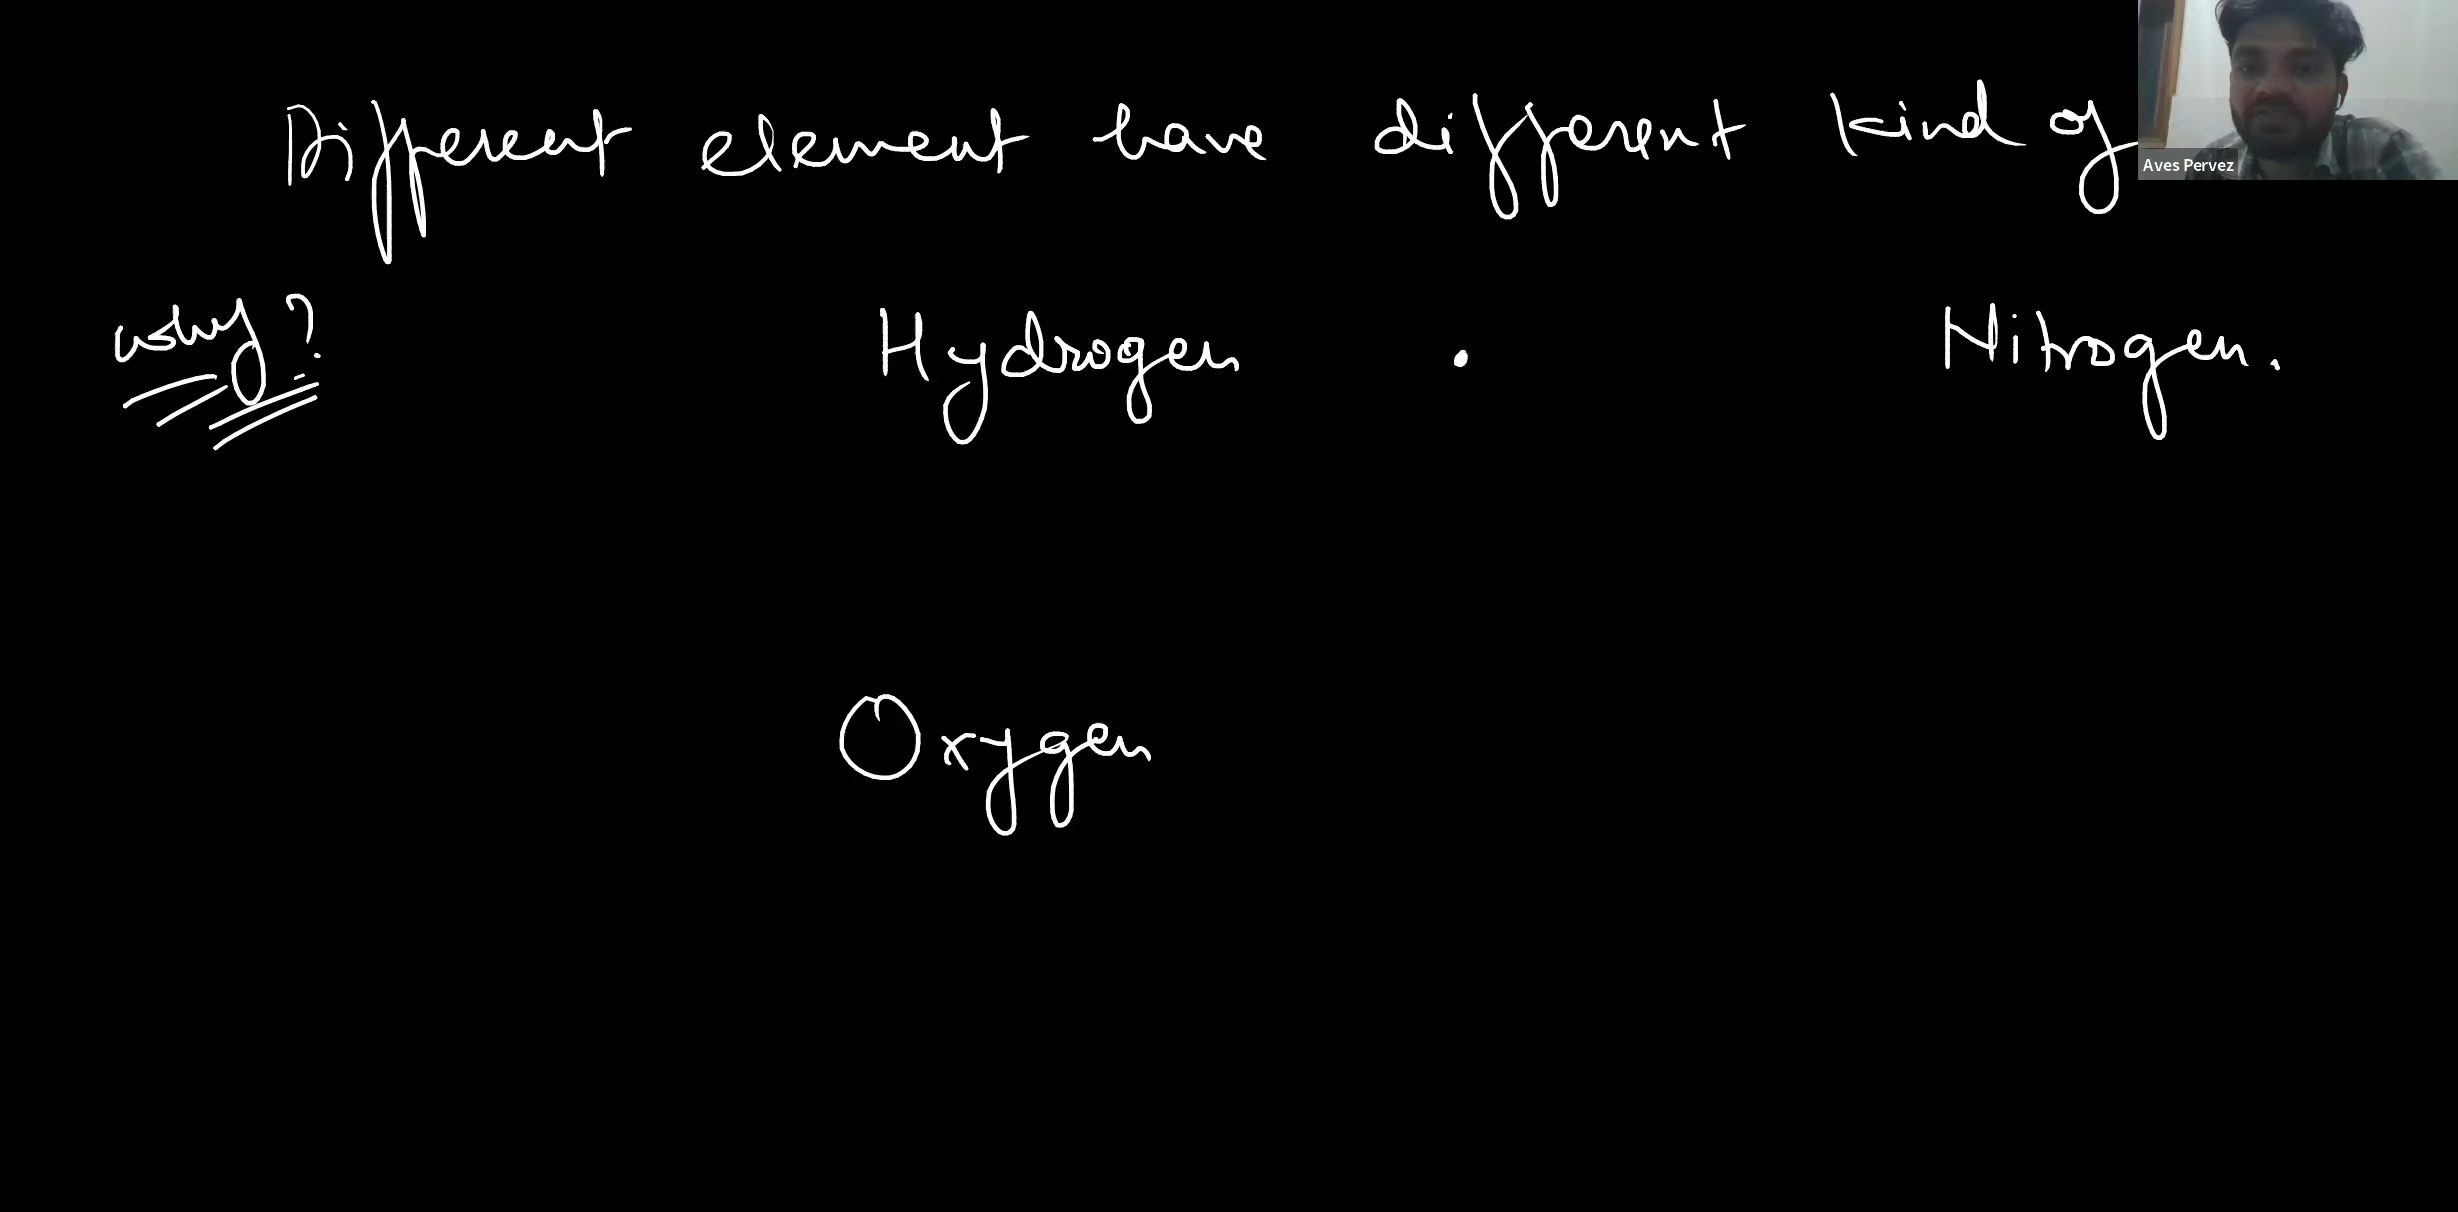 Different element have different kind of
Aves Pervez
why?
Hydrogen . Nitrogen.
Oxygen